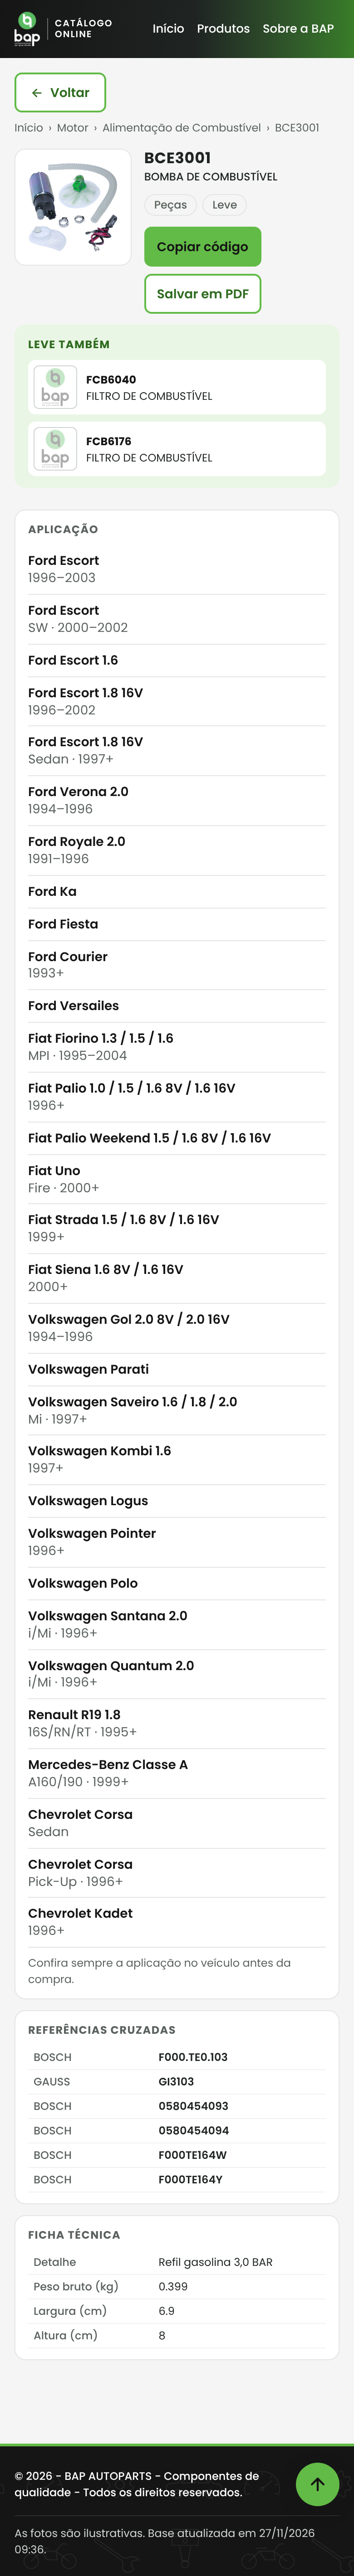 bap
CATÁLOGO
ONLINE
Início Produtos Sobre a BAP
← Voltar
Início › Motor › Alimentação de Combustível › BCE3001
BCE3001
BOMBA DE COMBUSTÍVEL
Peças Leve
Copiar código
Salvar em PDF
LEVE TAMBÉM
bap
FCB6040
FILTRO DE COMBUSTÍVEL
bap
FCB6176
FILTRO DE COMBUSTÍVEL
APLICAÇÃO
Ford Escort
1996–2003
Ford Escort
SW · 2000–2002
Ford Escort 1.6
Ford Escort 1.8 16V
1996–2002
Ford Escort 1.8 16V
Sedan · 1997+
Ford Verona 2.0
1994–1996
Ford Royale 2.0
1991–1996
Ford Ka
Ford Fiesta
Ford Courier
1993+
Ford Versailes
Fiat Fiorino 1.3 / 1.5 / 1.6
MPI · 1995–2004
Fiat Palio 1.0 / 1.5 / 1.6 8V / 1.6 16V
1996+
Fiat Palio Weekend 1.5 / 1.6 8V / 1.6 16V
Fiat Uno
Fire · 2000+
Fiat Strada 1.5 / 1.6 8V / 1.6 16V
1999+
Fiat Siena 1.6 8V / 1.6 16V
2000+
Volkswagen Gol 2.0 8V / 2.0 16V
1994–1996
Volkswagen Parati
Volkswagen Saveiro 1.6 / 1.8 / 2.0
Mi · 1997+
Volkswagen Kombi 1.6
1997+
Volkswagen Logus
Volkswagen Pointer
1996+
Volkswagen Polo
Volkswagen Santana 2.0
i/Mi · 1996+
Volkswagen Quantum 2.0
i/Mi · 1996+
Renault R19 1.8
16S/RN/RT · 1995+
Mercedes-Benz Classe A
A160/190 · 1999+
Chevrolet Corsa
Sedan
Chevrolet Corsa
Pick-Up · 1996+
Chevrolet Kadet
1996+
Confira sempre a aplicação no veículo antes da
compra.
REFERÊNCIAS CRUZADAS
BOSCH F000.TE0.103
GAUSS GI3103
BOSCH 0580454093
BOSCH 0580454094
BOSCH F000TE164W
BOSCH F000TE164Y
FICHA TÉCNICA
Detalhe Refil gasolina 3,0 BAR
Peso bruto (kg) 0.399
Largura (cm) 6.9
Altura (cm) 8
© 2026 - BAP AUTOPARTS - Componentes de
qualidade - Todos os direitos reservados.
As fotos são ilustrativas. Base atualizada em 27/11/2026
09:36.